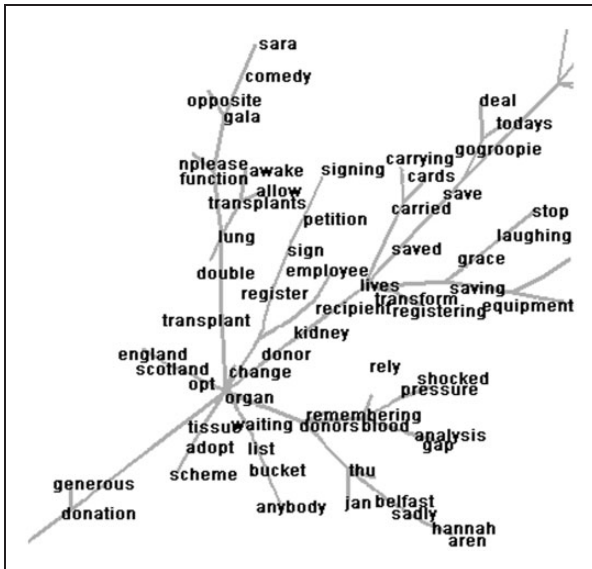 sara
comedy
opposite
gala
deal
todays
gogroopie
nplease
awake
function
allow
transplants
signing
carrying
cards
save
carried
petition
stop
lung
laughing
sign
saved
grace
double
employee
register
lives
saving
transform
recipient
registering
equipment
transplant
kidney
england
donor
scotland
change
opt
rely
shocked
pressure
organ
remembering
tissue
waiting
donors
blood
analysis
gap
adopt
list
scheme
bucket
thu
generous
donation
anybody
jan
belfast
sadly
hannah
aren